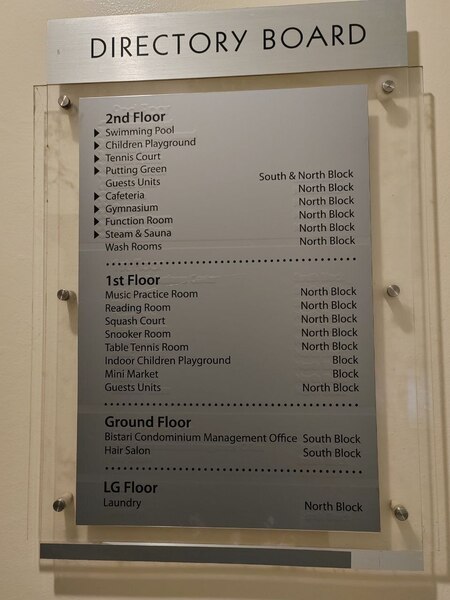 DIRECTORY BOARD
2nd Floor
Swimming Pool
Children Playground
Tennis Court
Putting Green
Guests Units South & North Block
Cafeteria North Block
Gymnasium North Block
Function Room North Block
Steam & Sauna North Block
Wash Rooms North Block
1st Floor
Music Practice Room North Block
Reading Room North Block
Squash Court North Block
Snooker Room North Block
Table Tennis Room North Block
Indoor Children Playground Block
Mini Market Block
Guests Units North Block
Ground Floor
Bistari Condominium Management Office South Block
Hair Salon South Block
LG Floor
Laundry North Block